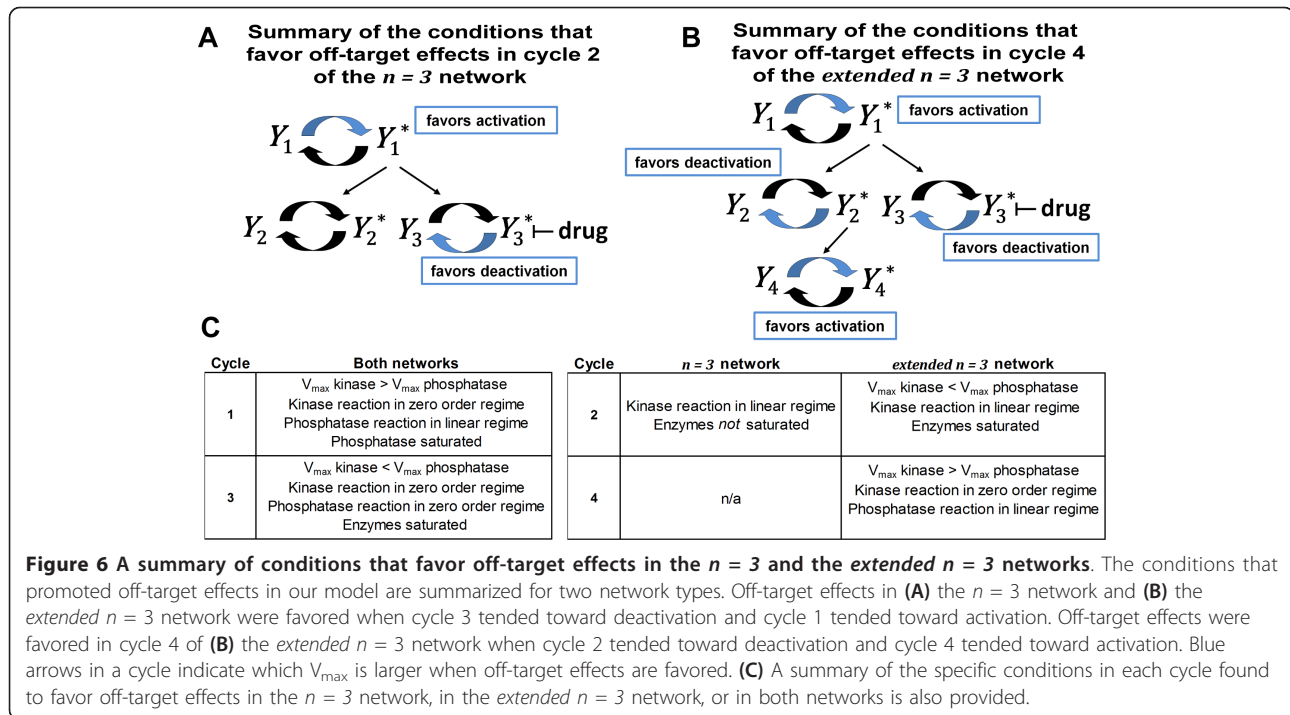 A
Summary of the conditions that
favor off-target effects in cycle 2
of the n = 3 network
Y1
Y1*
favors activation
Y2
Y2*
Y3
Y3*
drug
favors deactivation
B
Summary of the conditions that
favor off-target effects in cycle 4
of the extended n = 3 network
Y1
Y1*
favors activation
favors deactivation
Y2
Y2*
Y3
Y3*
drug
favors deactivation
Y4
Y4*
favors activation
C
Cycle
Both networks
1
Vmax kinase > Vmax phosphatase
Kinase reaction in zero order regime
Phosphatase reaction in linear regime
Phosphatase saturated
3
Vmax kinase < Vmax phosphatase
Kinase reaction in zero order regime
Phosphatase reaction in zero order regime
Enzymes saturated
Cycle
n = 3 network
extended n = 3 network
2
Kinase reaction in linear regime
Enzymes not saturated
Vmax kinase < Vmax phosphatase
Kinase reaction in linear regime
Enzymes saturated
4
n/a
Vmax kinase > Vmax phosphatase
Kinase reaction in zero order regime
Phosphatase reaction in linear regime
Figure 6 A summary of conditions that favor off-target effects in the n = 3 and the extended n = 3 networks. The conditions that
promoted off-target effects in our model are summarized for two network types. Off-target effects in (A) the n = 3 network and (B) the
extended n = 3 network were favored when cycle 3 tended toward deactivation and cycle 1 tended toward activation. Off-target effects were
favored in cycle 4 of (B) the extended n = 3 network when cycle 2 tended toward deactivation and cycle 4 tended toward activation. Blue
arrows in a cycle indicate which Vmax is larger when off-target effects are favored. (C) A summary of the specific conditions in each cycle found
to favor off-target effects in the n = 3 network, in the extended n = 3 network, or in both networks is also provided.